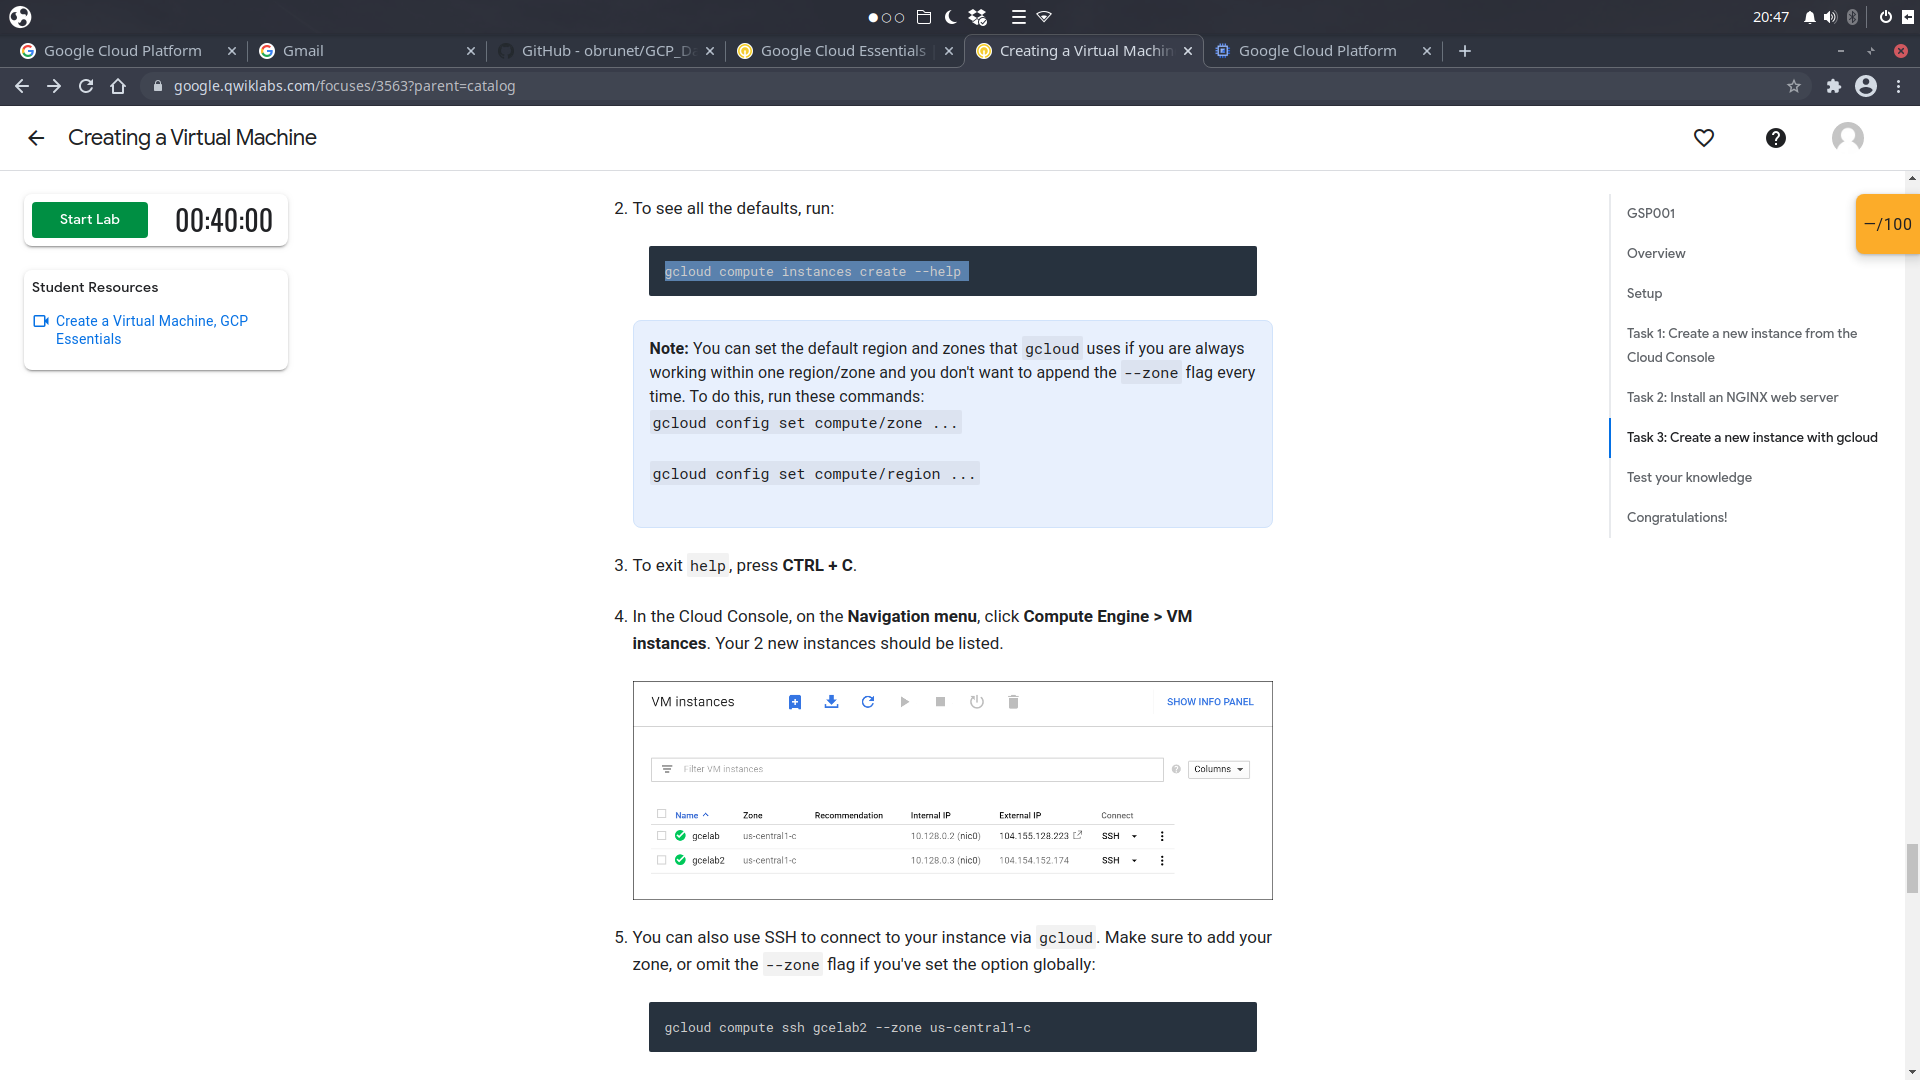 20:47
Google Cloud Platform
Gmail
GitHub - obrunet/GCP_Da
Google Cloud Essentials
Creating a Virtual Machin
Google Cloud Platform
google.qwiklabs.com/focuses/3563?parent=catalog
Creating a Virtual Machine
Start Lab
00:40:00
Student Resources
Create a Virtual Machine, GCP
Essentials
2. To see all the defaults, run:
gcloud compute instances create --help
Note: You can set the default region and zones that gcloud uses if you are always
working within one region/zone and you don't want to append the --zone flag every
time. To do this, run these commands:
gcloud config set compute/zone ...
gcloud config set compute/region ...
3. To exit help, press CTRL + C.
4. In the Cloud Console, on the Navigation menu, click Compute Engine > VM
instances. Your 2 new instances should be listed.
VM instances
SHOW INFO PANEL
Filter VM instances
Columns
Name Zone Recommendation Internal IP External IP Connect
gcelab us-central1-c 10.128.0.2 (nic0) 104.155.128.223 SSH
gcelab2 us-central1-c 10.128.0.3 (nic0) 104.154.152.174 SSH
5. You can also use SSH to connect to your instance via gcloud. Make sure to add your
zone, or omit the --zone flag if you've set the option globally:
gcloud compute ssh gcelab2 --zone us-central1-c
GSP001
Overview
Setup
Task 1: Create a new instance from the
Cloud Console
Task 2: Install an NGINX web server
Task 3: Create a new instance with gcloud
Test your knowledge
Congratulations!
—/100